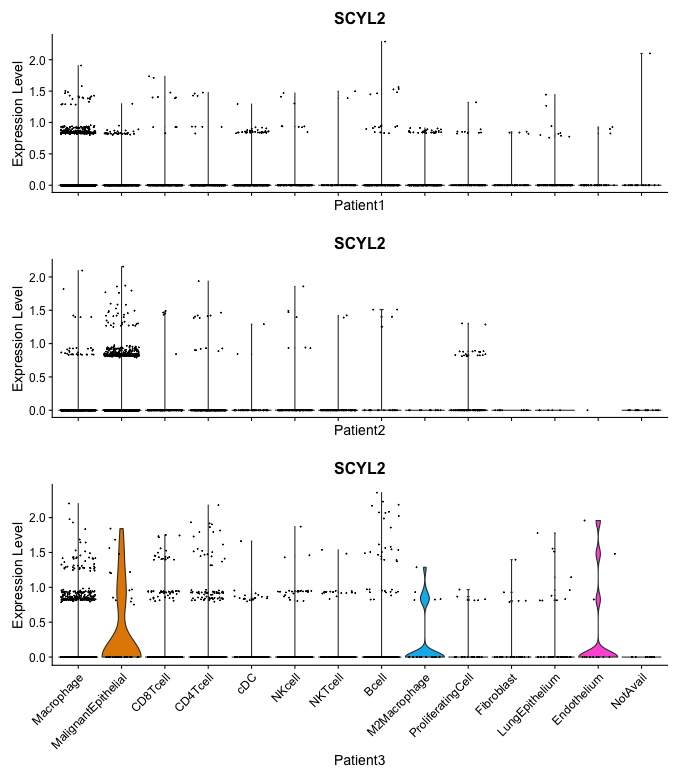 SCYL2
Expression Level
2.0
1.5
1.0
0.5
0.0
Patient1
SCYL2
Expression Level
2.0
1.5
1.0
0.5
0.0
Patient2
SCYL2
Expression Level
2.0
1.5
1.0
0.5
0.0
Macrophage
MalignantEpithelial
CD8Tcell
CD4Tcell
cDC
NKcell
NKTcell
Bcell
M2Macrophage
ProliferatingCell
Fibroblast
LungEpithelium
Endothelium
NotAvail
Patient3